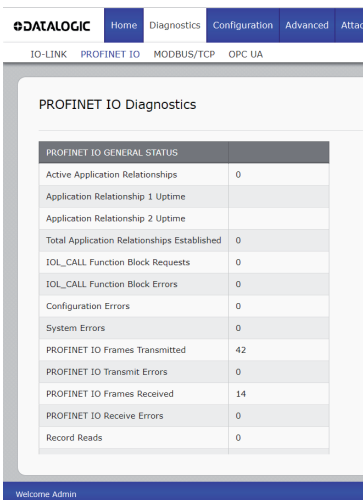 DATALOGIC Home Diagnostics Configuration Advanced Attac
IO-LINK PROFINET IO MODBUS/TCP OPC UA
PROFINET IO Diagnostics
PROFINET IO GENERAL STATUS
Active Application Relationships 0
Application Relationship 1 Uptime
Application Relationship 2 Uptime
Total Application Relationships Established 0
IOL_CALL Function Block Requests 0
IOL_CALL Function Block Errors 0
Configuration Errors 0
System Errors 0
PROFINET IO Frames Transmitted 42
PROFINET IO Transmit Errors 0
PROFINET IO Frames Received 14
PROFINET IO Receive Errors 0
Record Reads 0
Welcome Admin